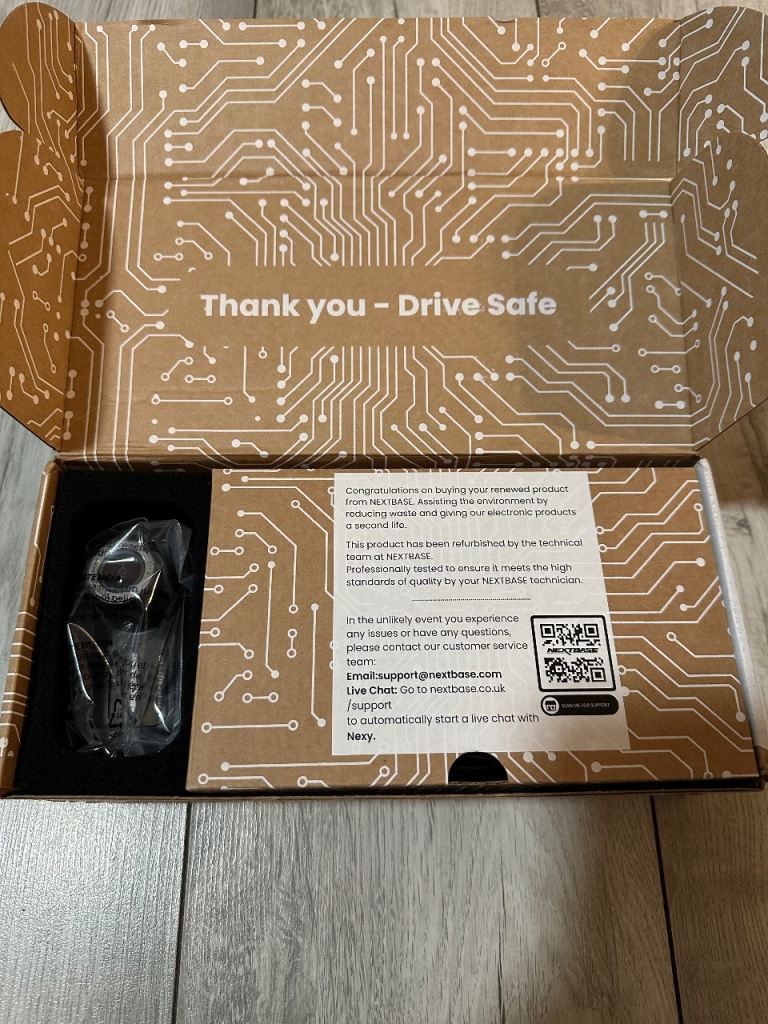 Thank you - Drive Safe
Congratulations on buying your renewed product
from NEXTBASE. Assisting the environment by
reducing waste and giving our electronic products
a second life.
This product has been refurbished by the technical
team at NEXTBASE.
Professionally tested to ensure it meets the high
standards of quality by your NEXTBASE technician.
In the unlikely event you experience
any issues or have any questions,
please contact our customer service
team:
Email:support@nextbase.com
Live Chat: Go to nextbase.co.uk
/support
to automatically start a live chat with
Nexy.
NEXTBASE
SCAN ME FOR SUPPORT